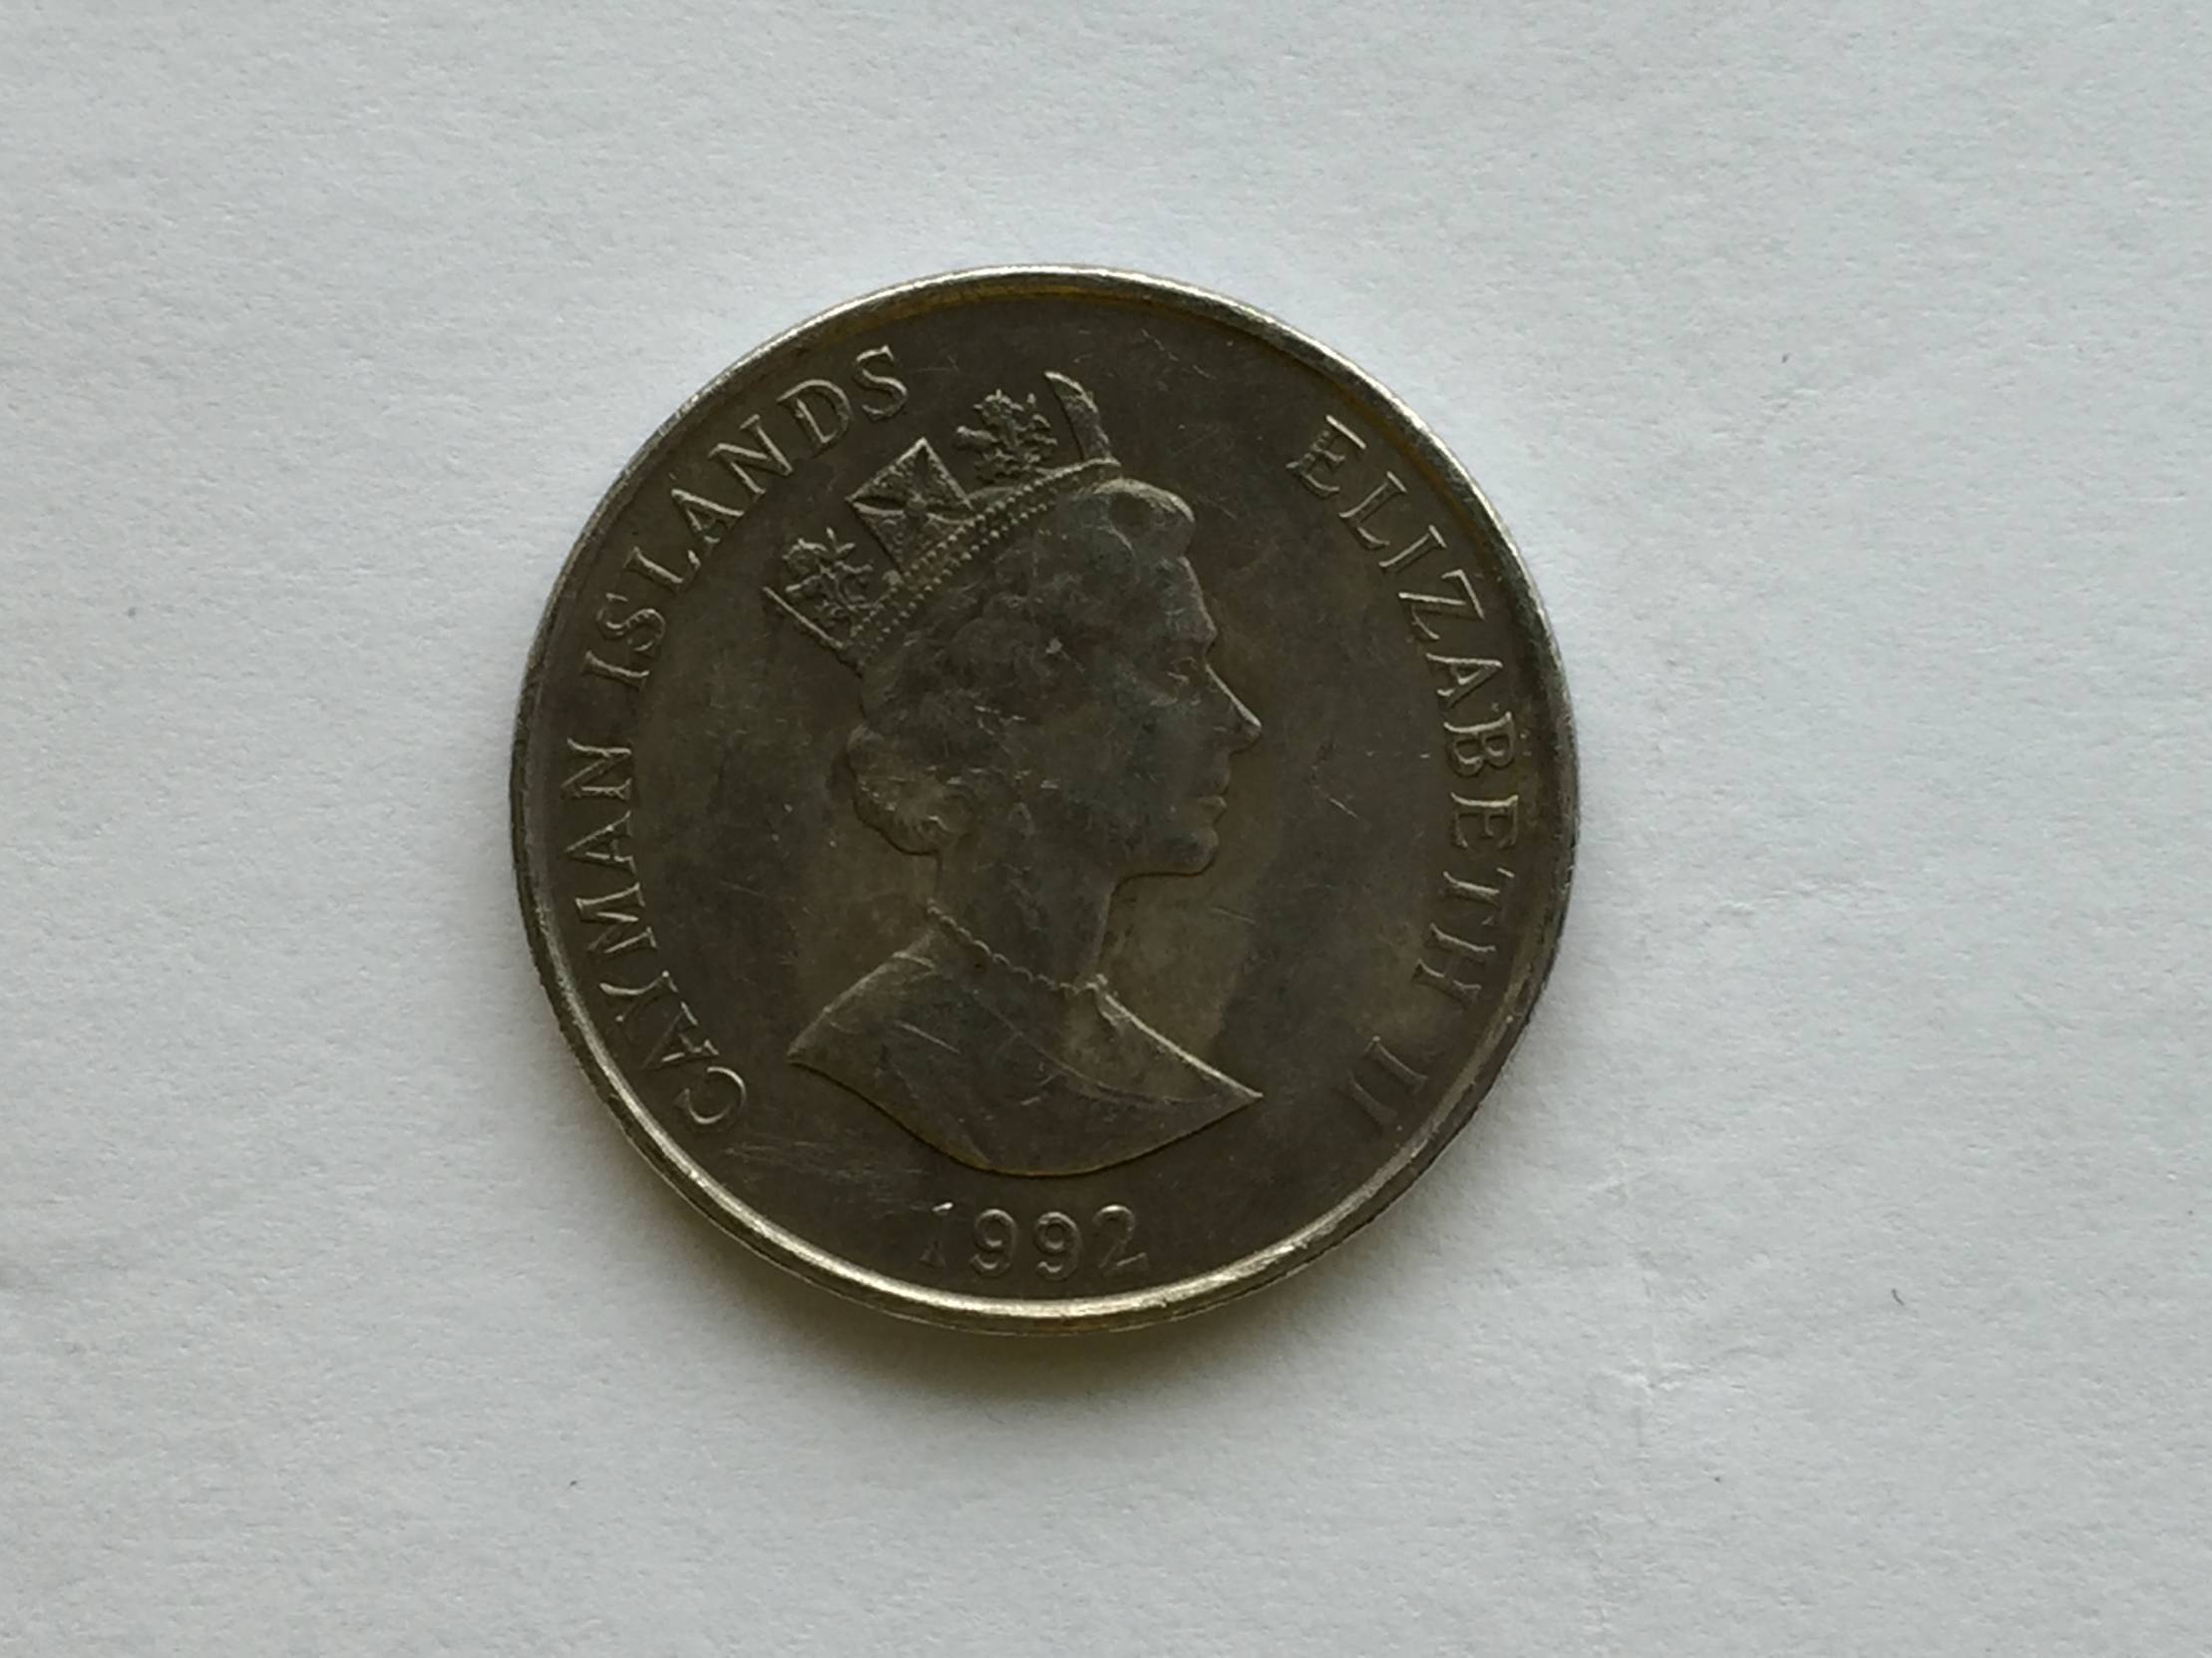 CAYMAN ISLANDS
ELIZABETH II
1992